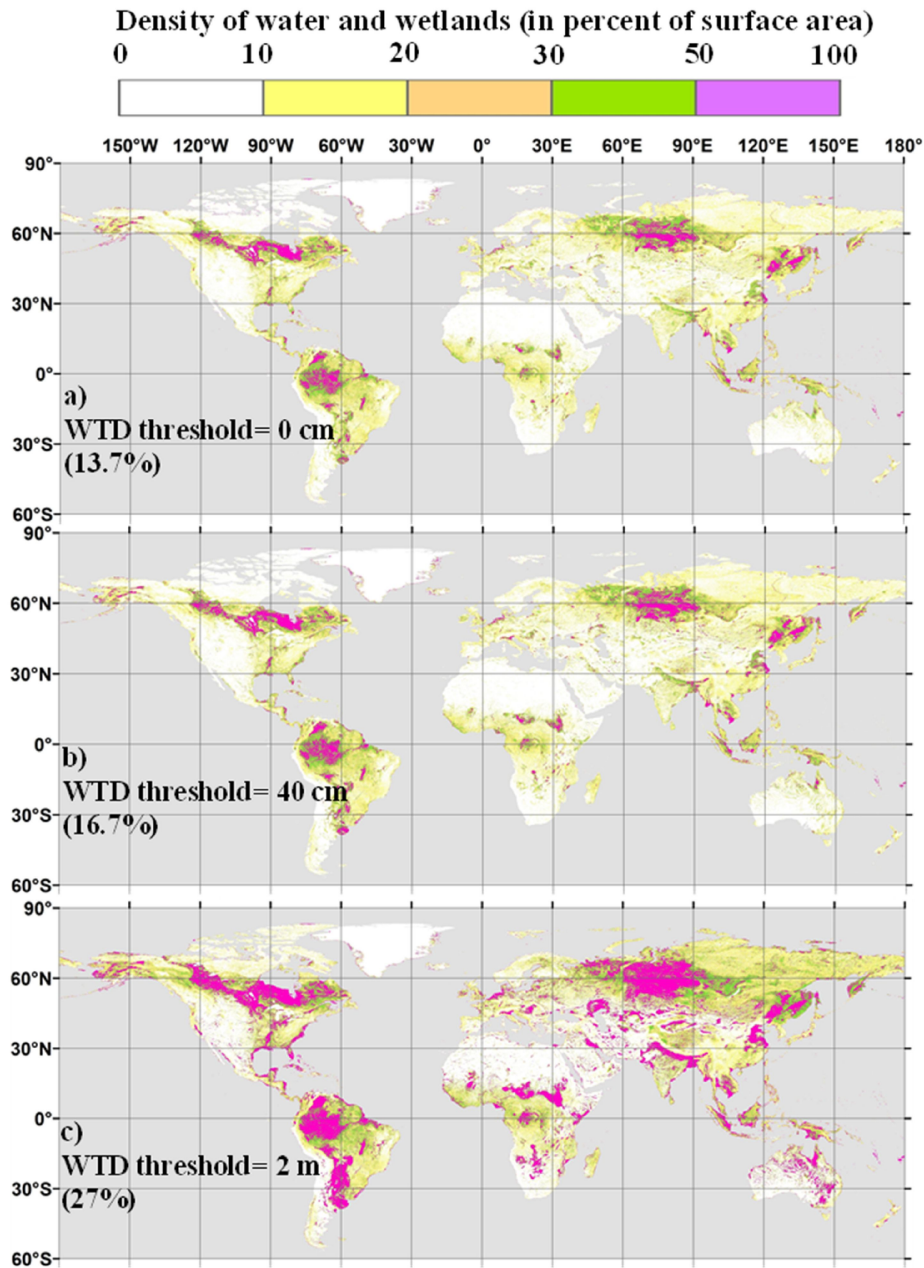 Density of water and wetlands (in percent of surface area)
0 10 20 30 50 100
150°W 120°W 90°W 60°W 30°W 0° 30°E 60°E 90°E 120°E 150°E 180°
90°
60°N
30°N
0°
a)
WTD threshold= 0 cm
30°S
(13.7%)
60°S
90°
60°N
30°N
0°
b)
WTD threshold= 40 cm
30°S
(16.7%)
60°S
90°
60°N
30°N
0°
c)
WTD threshold= 2 m
30°S
(27%)
60°S